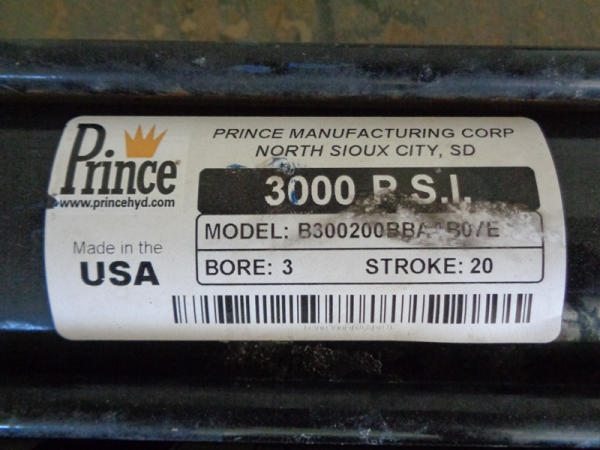 Prince
www.princehyd.com
Made in the
USA
PRINCE MANUFACTURING CORP
NORTH SIOUX CITY, SD
3000 P.S.I.
MODEL:
BORE: 3 STROKE: 20